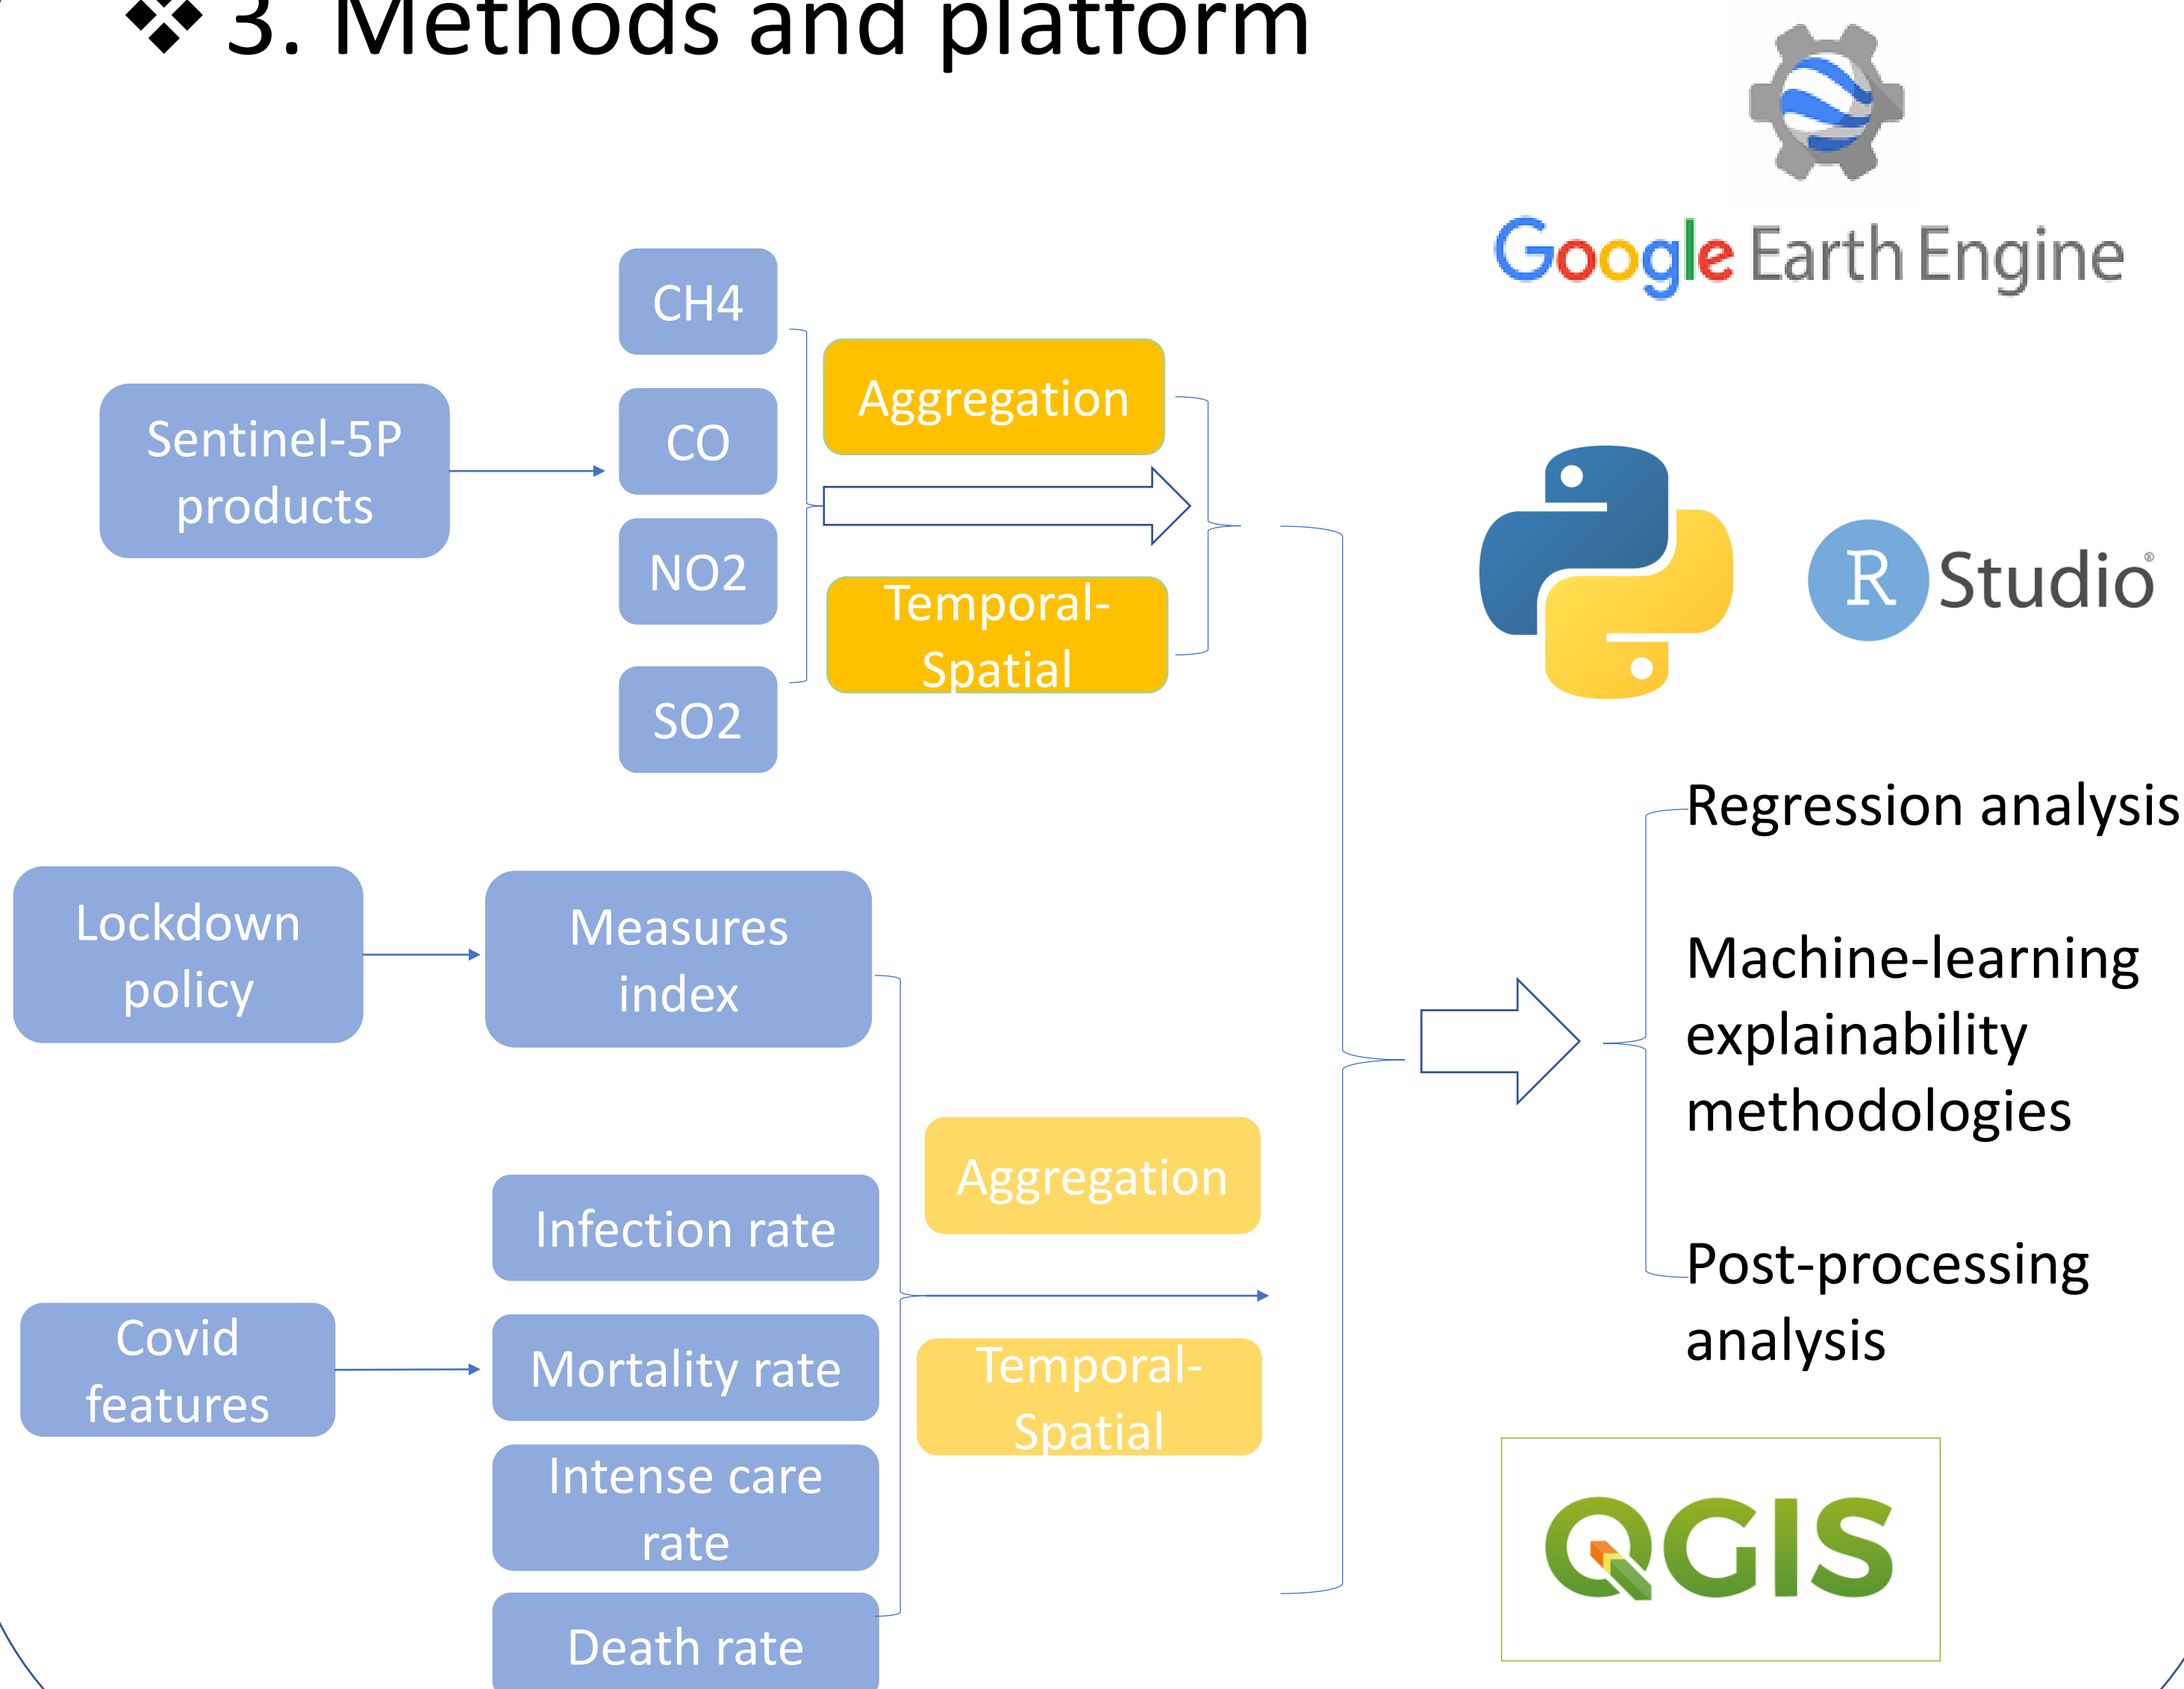 ❖ 3. Methods and platform
Google Earth Engine
CH4
CO
NO2
SO2
Sentinel-5P
products
Aggregation
Temporal-
Spatial
R Studio®
Lockdown
policy
Measures
index
Covid
features
Infection rate
Mortality rate
Intense care
rate
Death rate
Aggregation
Temporal-
Spatial
Regression analysis
Machine-learning
explainability
methodologies
Post-processing
analysis
QGIS